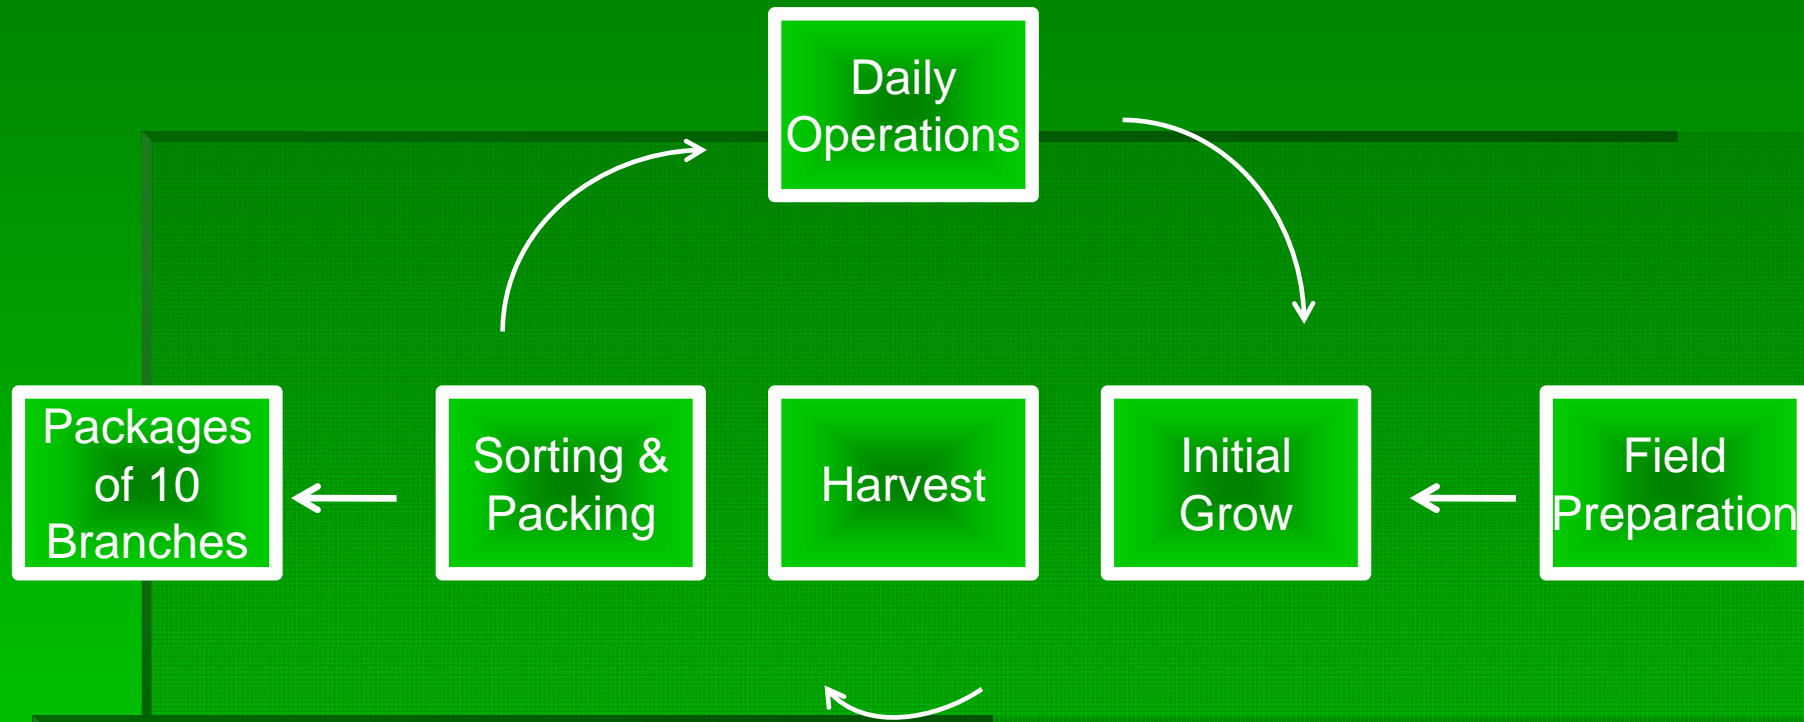 Daily
Operations
Packages
of 10
Branches
Sorting &
Packing
Harvest
Initial
Grow
Field
Preparation